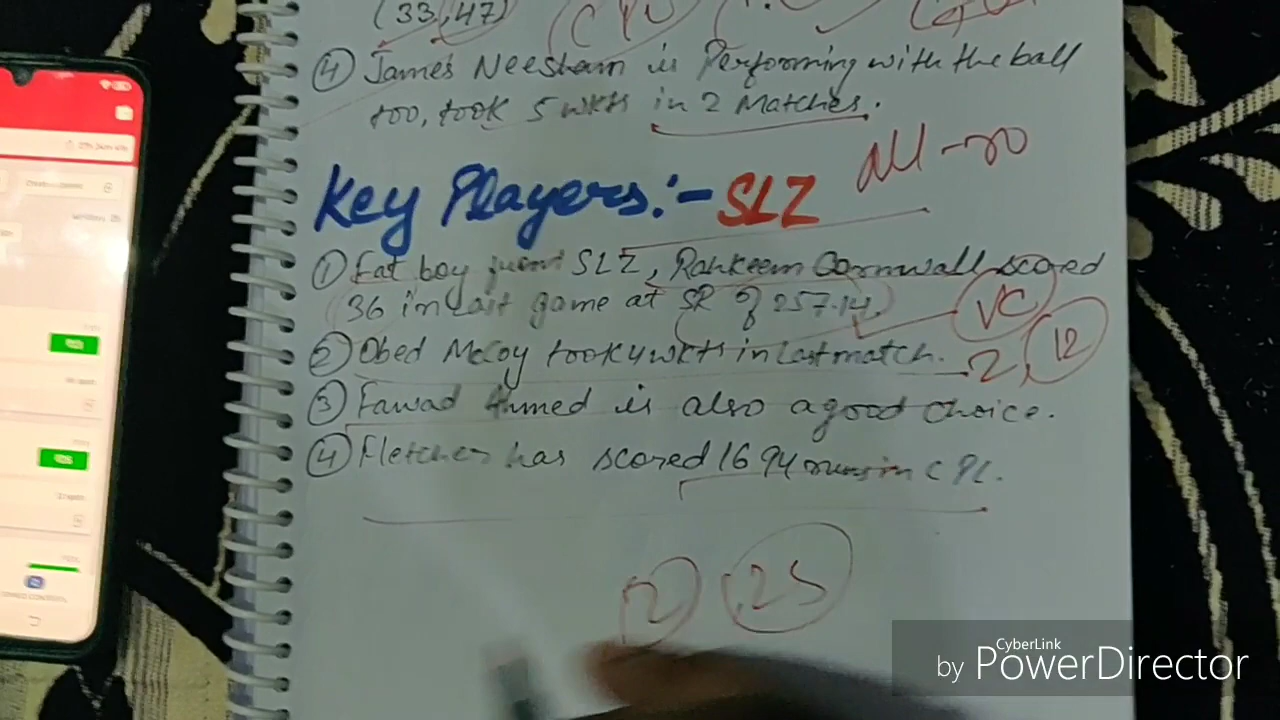 (33,47)
④ James Neesham is Performing with the ball
too, took 5 wkts in 2 Matches.
All-ro
Key Players:- SLZ
① Fat boy SLZ, Rahkeem Cornwall scored
36 in last game at SR of 257.14.
VC
② Obed McCoy took 4 wkts in last match. 2, 12
③ Fawad Ahmed is also a good choice.
④ Fletcher has scored 1694 runs in CPL.
2 .25
CyberLink
by PowerDirector